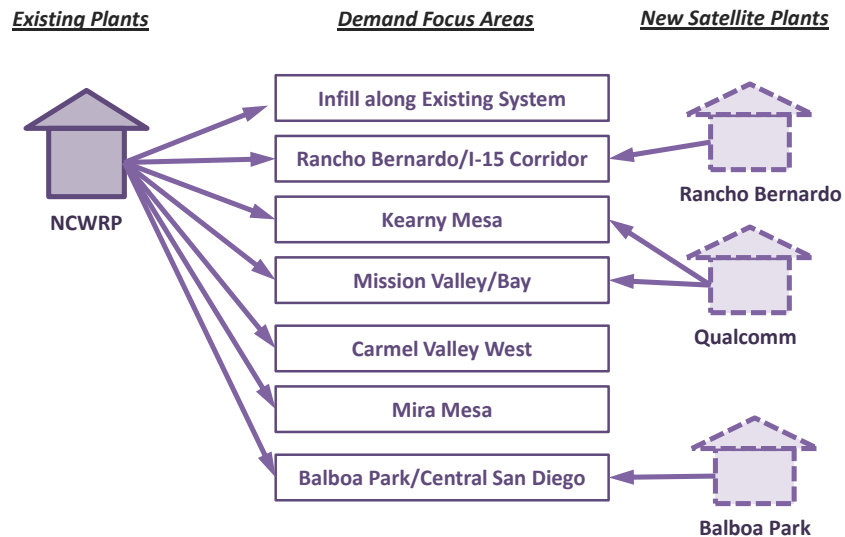 Existing Plants
Demand Focus Areas
New Satellite Plants
Infill along Existing System
Rancho Bernardo/I-15 Corridor
Kearny Mesa
Mission Valley/Bay
Carmel Valley West
Mira Mesa
Balboa Park/Central San Diego
NCWRP
Rancho Bernardo
Qualcomm
Balboa Park